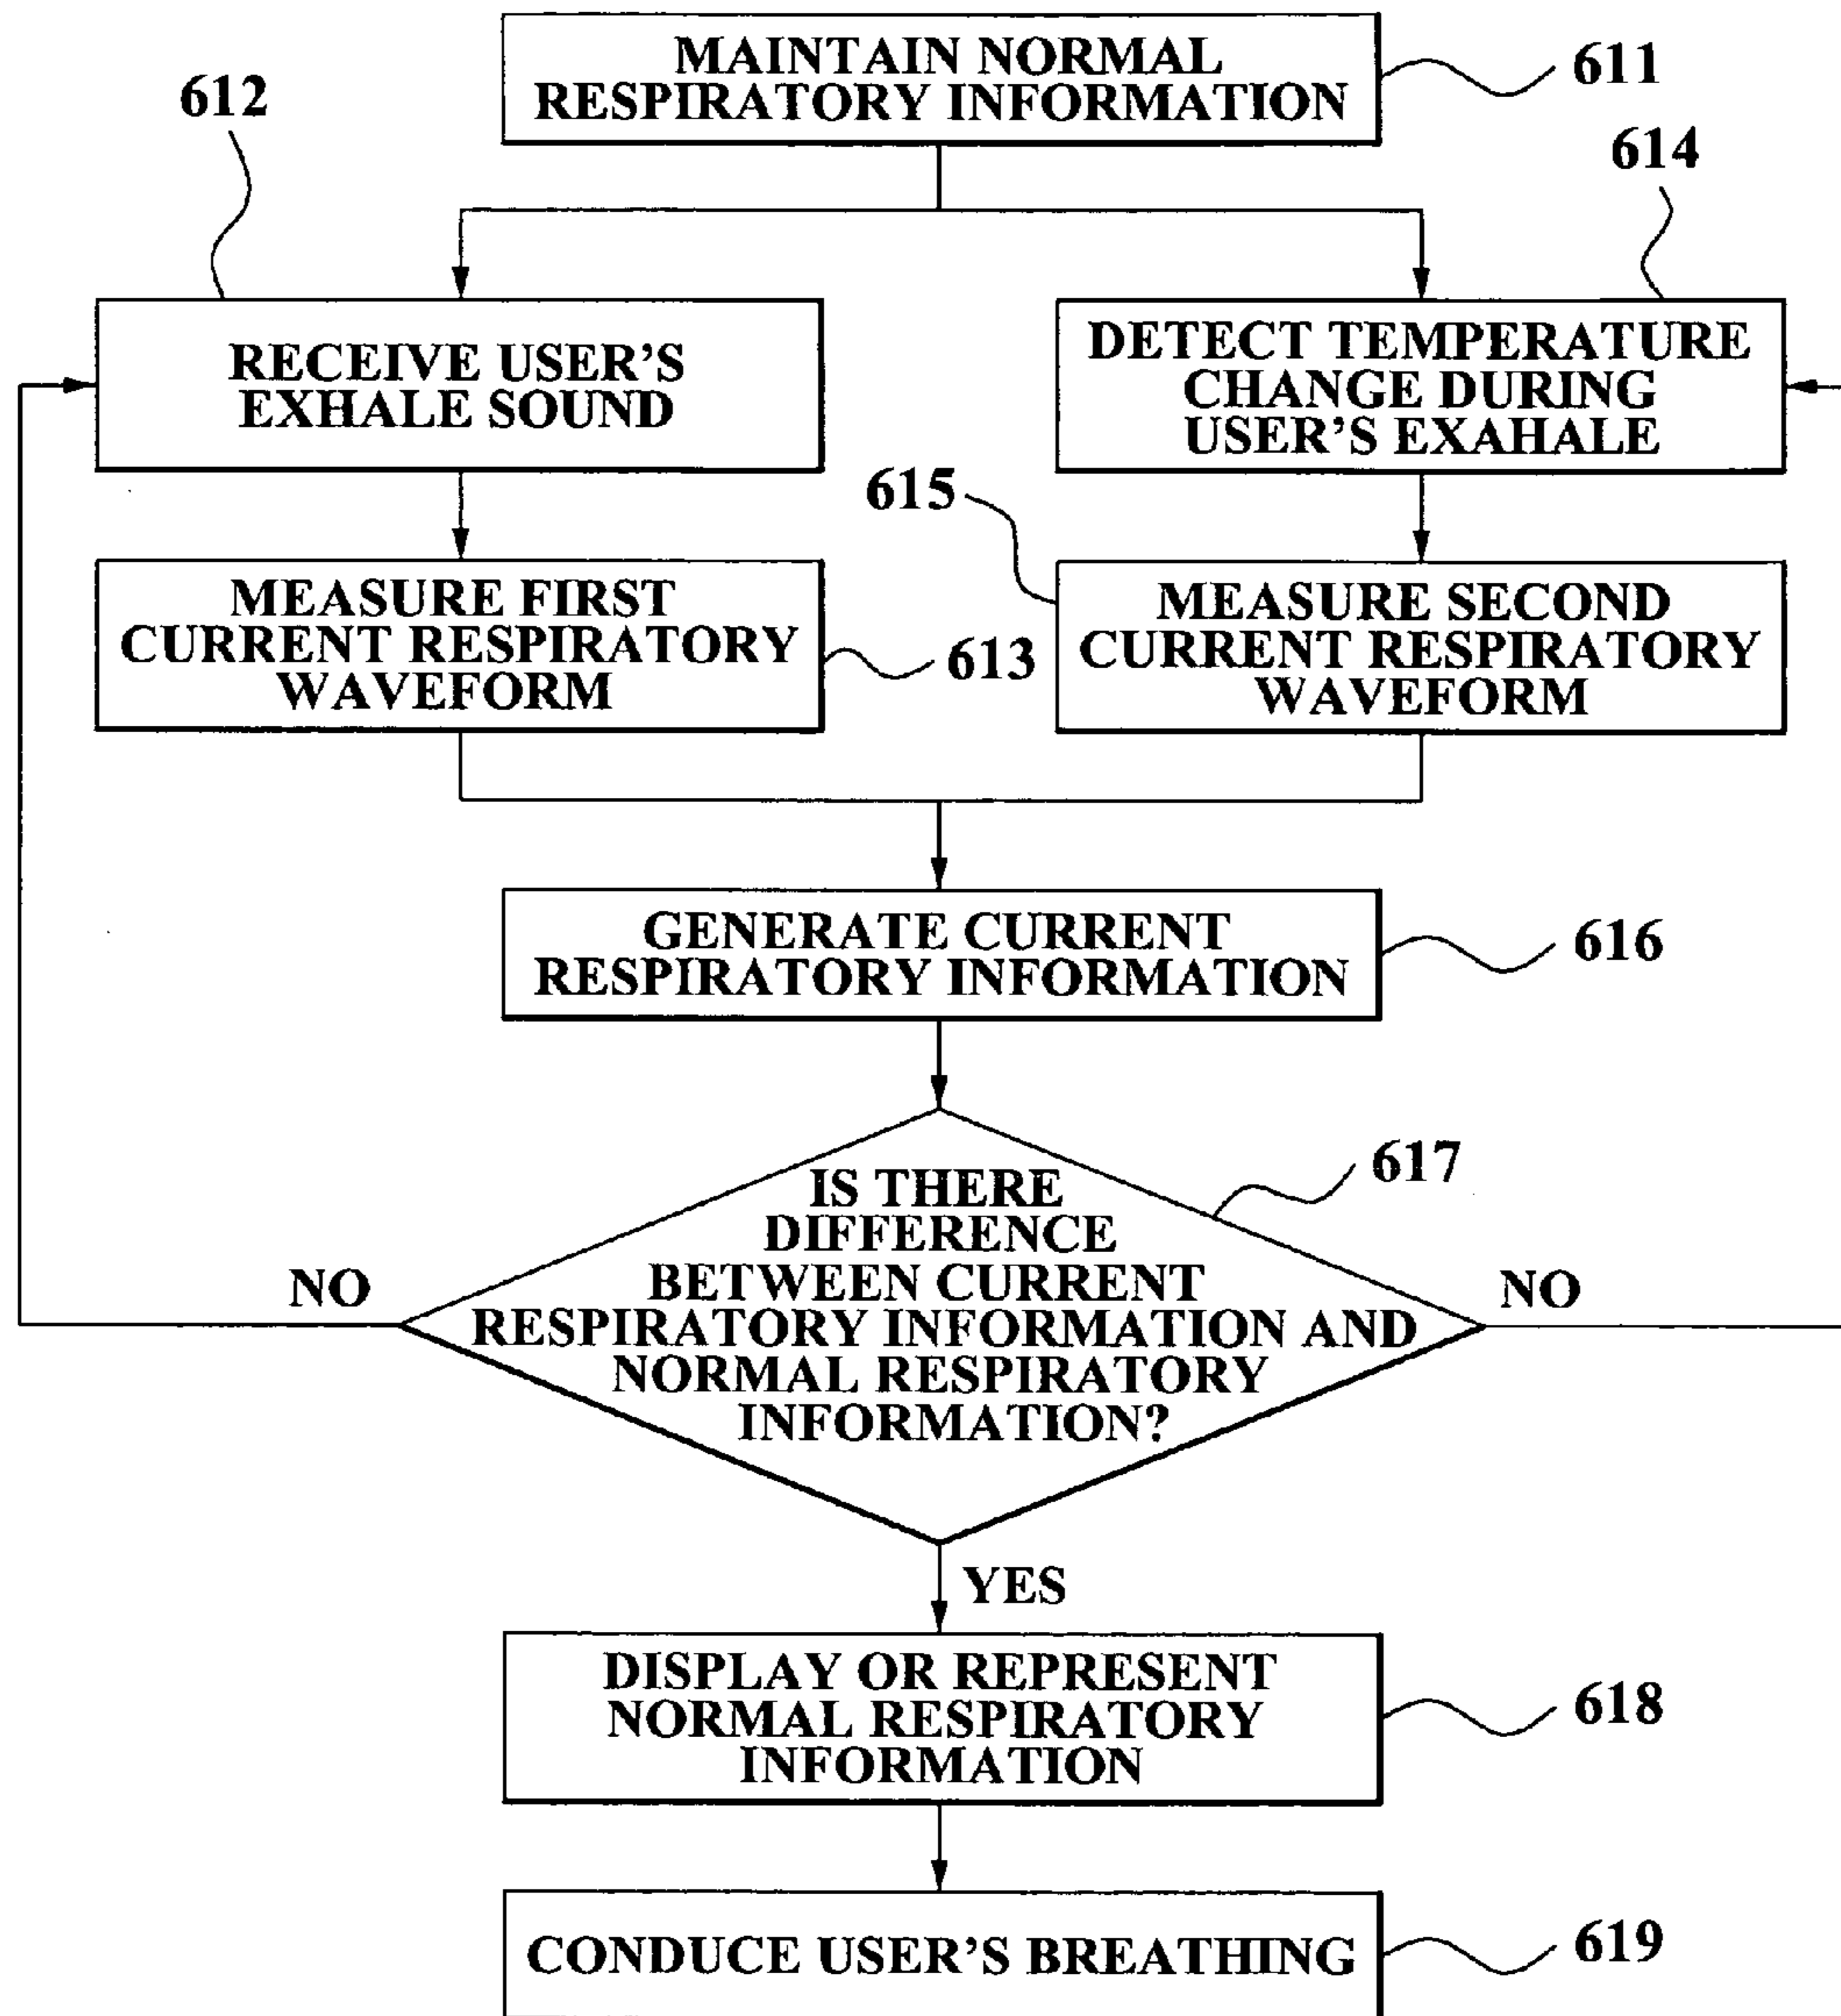 MAINTAIN NORMAL
RESPIRATORY INFORMATION
611
612
614
RECEIVE USER'S
EXHALE SOUND
DETECT TEMPERATURE
CHANGE DURING
USER'S EXAHALE
615
MEASURE FIRST
CURRENT RESPIRATORY
WAVEFORM
613
MEASURE SECOND
CURRENT RESPIRATORY
WAVEFORM
GENERATE CURRENT
RESPIRATORY INFORMATION
616
617
IS THERE
DIFFERENCE
BETWEEN CURRENT
RESPIRATORY INFORMATION AND
NORMAL RESPIRATORY
INFORMATION?
NO
NO
YES
DISPLAY OR REPRESENT
NORMAL RESPIRATORY
INFORMATION
618
CONDUCE USER'S BREATHING
619